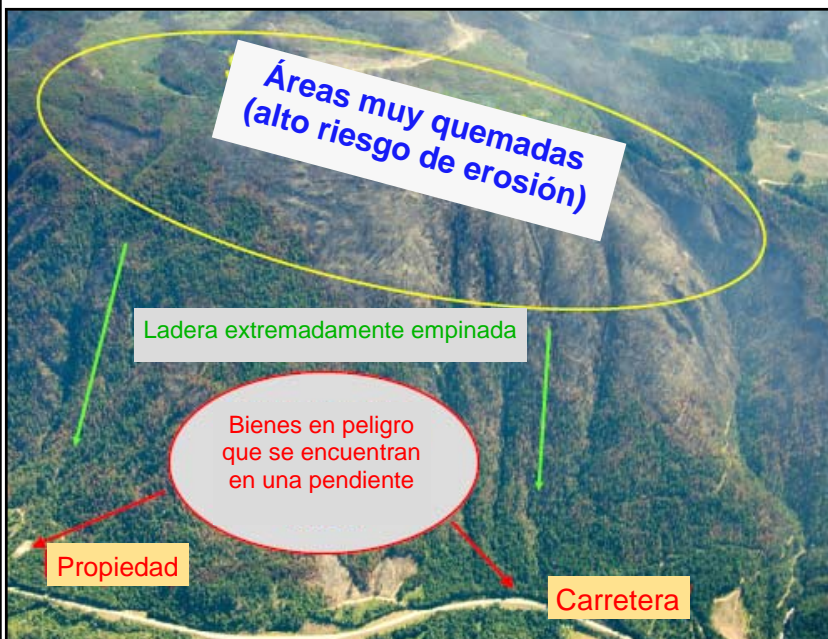 Áreas muy quemadas
(alto riesgo de erosión)
Ladera extremadamente empinada
Bienes en peligro
que se encuentran
en una pendiente
Propiedad
Carretera